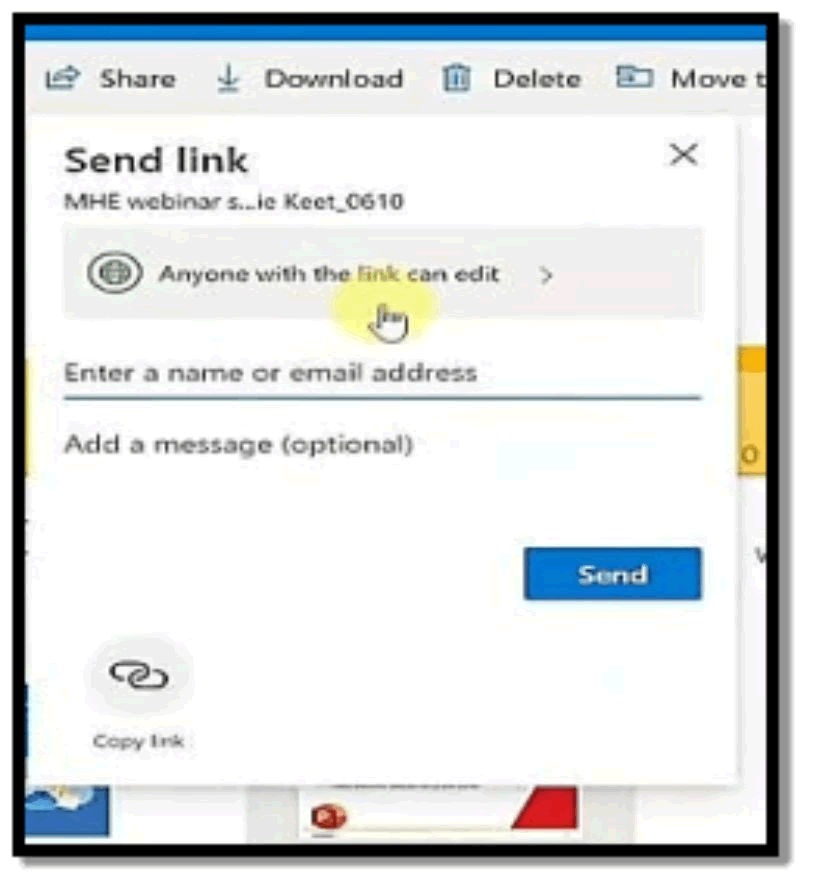 Share Download Delete Move t
Send link
MHE webinar s...ie Keet_0610
Anyone with the link can edit
Enter a name or email address
Add a message (optional)
Send
Copy link